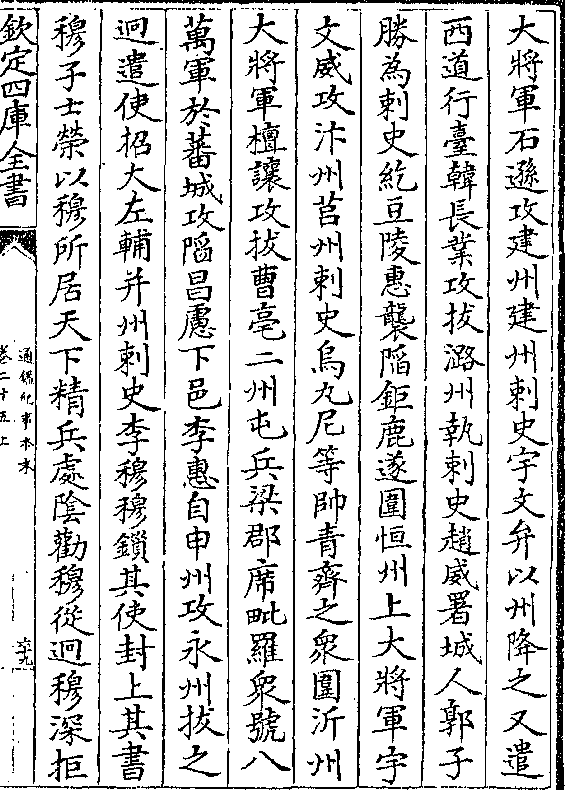 大將軍石遜攻建州建州刺史宇文弁以州降之又遣
西道行臺韓長業攻拔潞州執刺史趙威署城人郭子
勝為刺史紇豆陵惠襲陷鉅鹿遂圍恒州上大將軍宇
文威攻汴州莒州刺史烏丸尼等帥青齊之衆圍沂州
大將軍檀讓攻拔曹亳二州屯兵梁郡席毗羅衆號八
萬軍於蕃城攻陷昌慮下邑李惠自申州攻永州拔之
迥遣使招大左輔并州刺史李穆穆鎖其使封上其書
穆子士榮以穆所居天下精兵處陰勸穆從迥穆深拒
欽定四庫全書
通鑑紀事本末
卷二十五上
六九